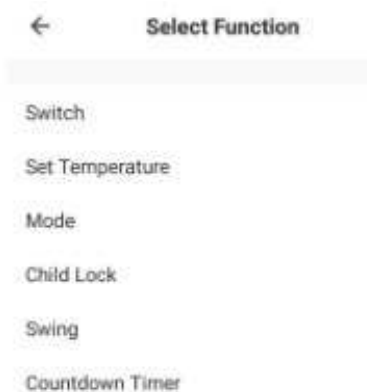 Select Function
Switch
Set Temperature
Mode
Child Lock
Swing
Countdown Timer